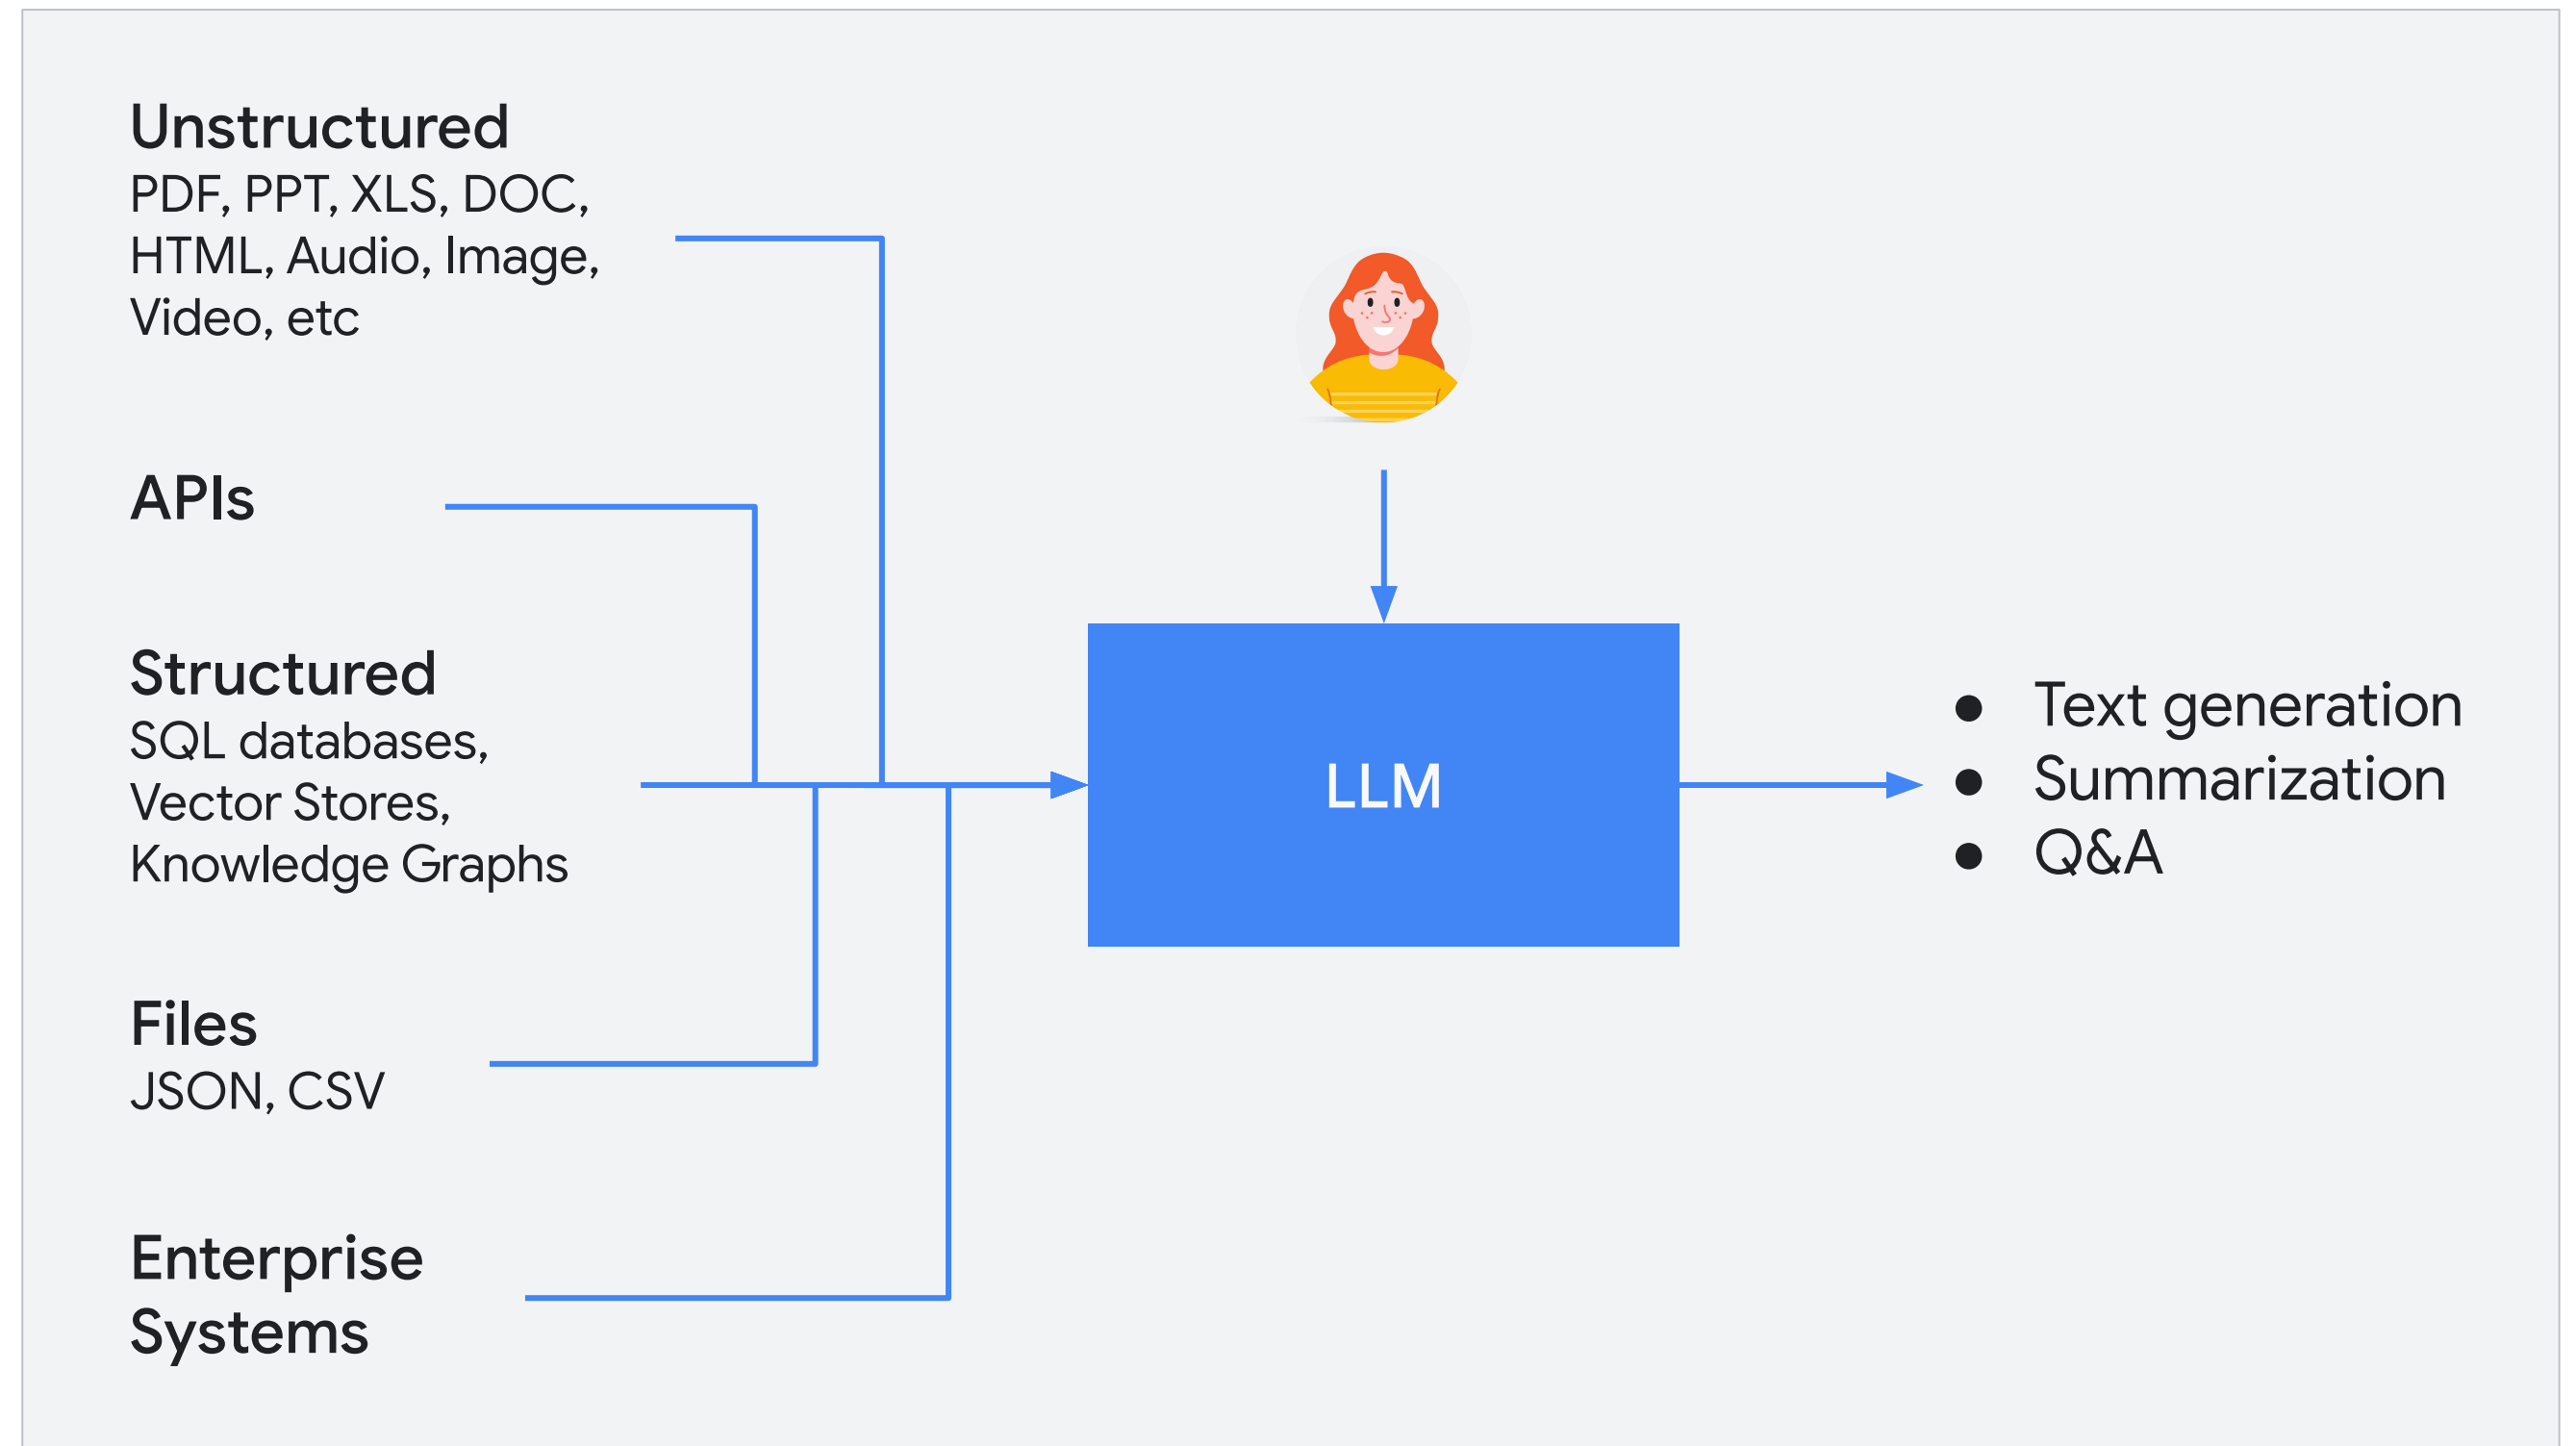 Unstructured
PDF, PPT, XLS, DOC,
HTML, Audio, Image,
Video, etc
APIs
Structured
SQL databases,
Vector Stores,
Knowledge Graphs
Files
JSON, CSV
Enterprise
Systems
LLM
● Text generation
● Summarization
● Q&A